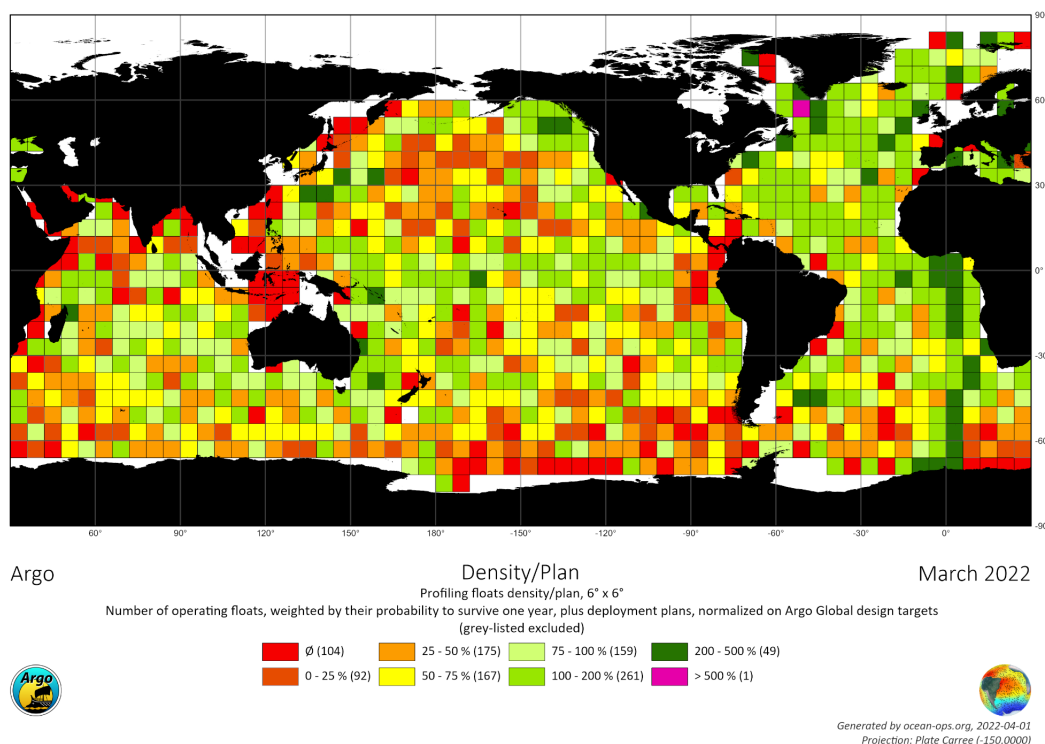 90
60
30
0°
-30
-60
-90
60° 90° 120° 150° 180° -150° -120° -90° -60° -30° 0°
Argo Density/Plan March 2022
Profiling floats density/plan, 6° x 6°
Number of operating floats, weighted by their probability to survive one year, plus deployment plans, normalized on Argo Global design targets
(grey-listed excluded)
Ø (104) 25 - 50 % (175) 75 - 100 % (159) 200 - 500 % (49)
0 - 25 % (92) 50 - 75 % (167) 100 - 200 % (261) > 500 % (1)
Argo
Generated by ocean-ops.org, 2022-04-01
Projection: Plate Carree (-150.0000)